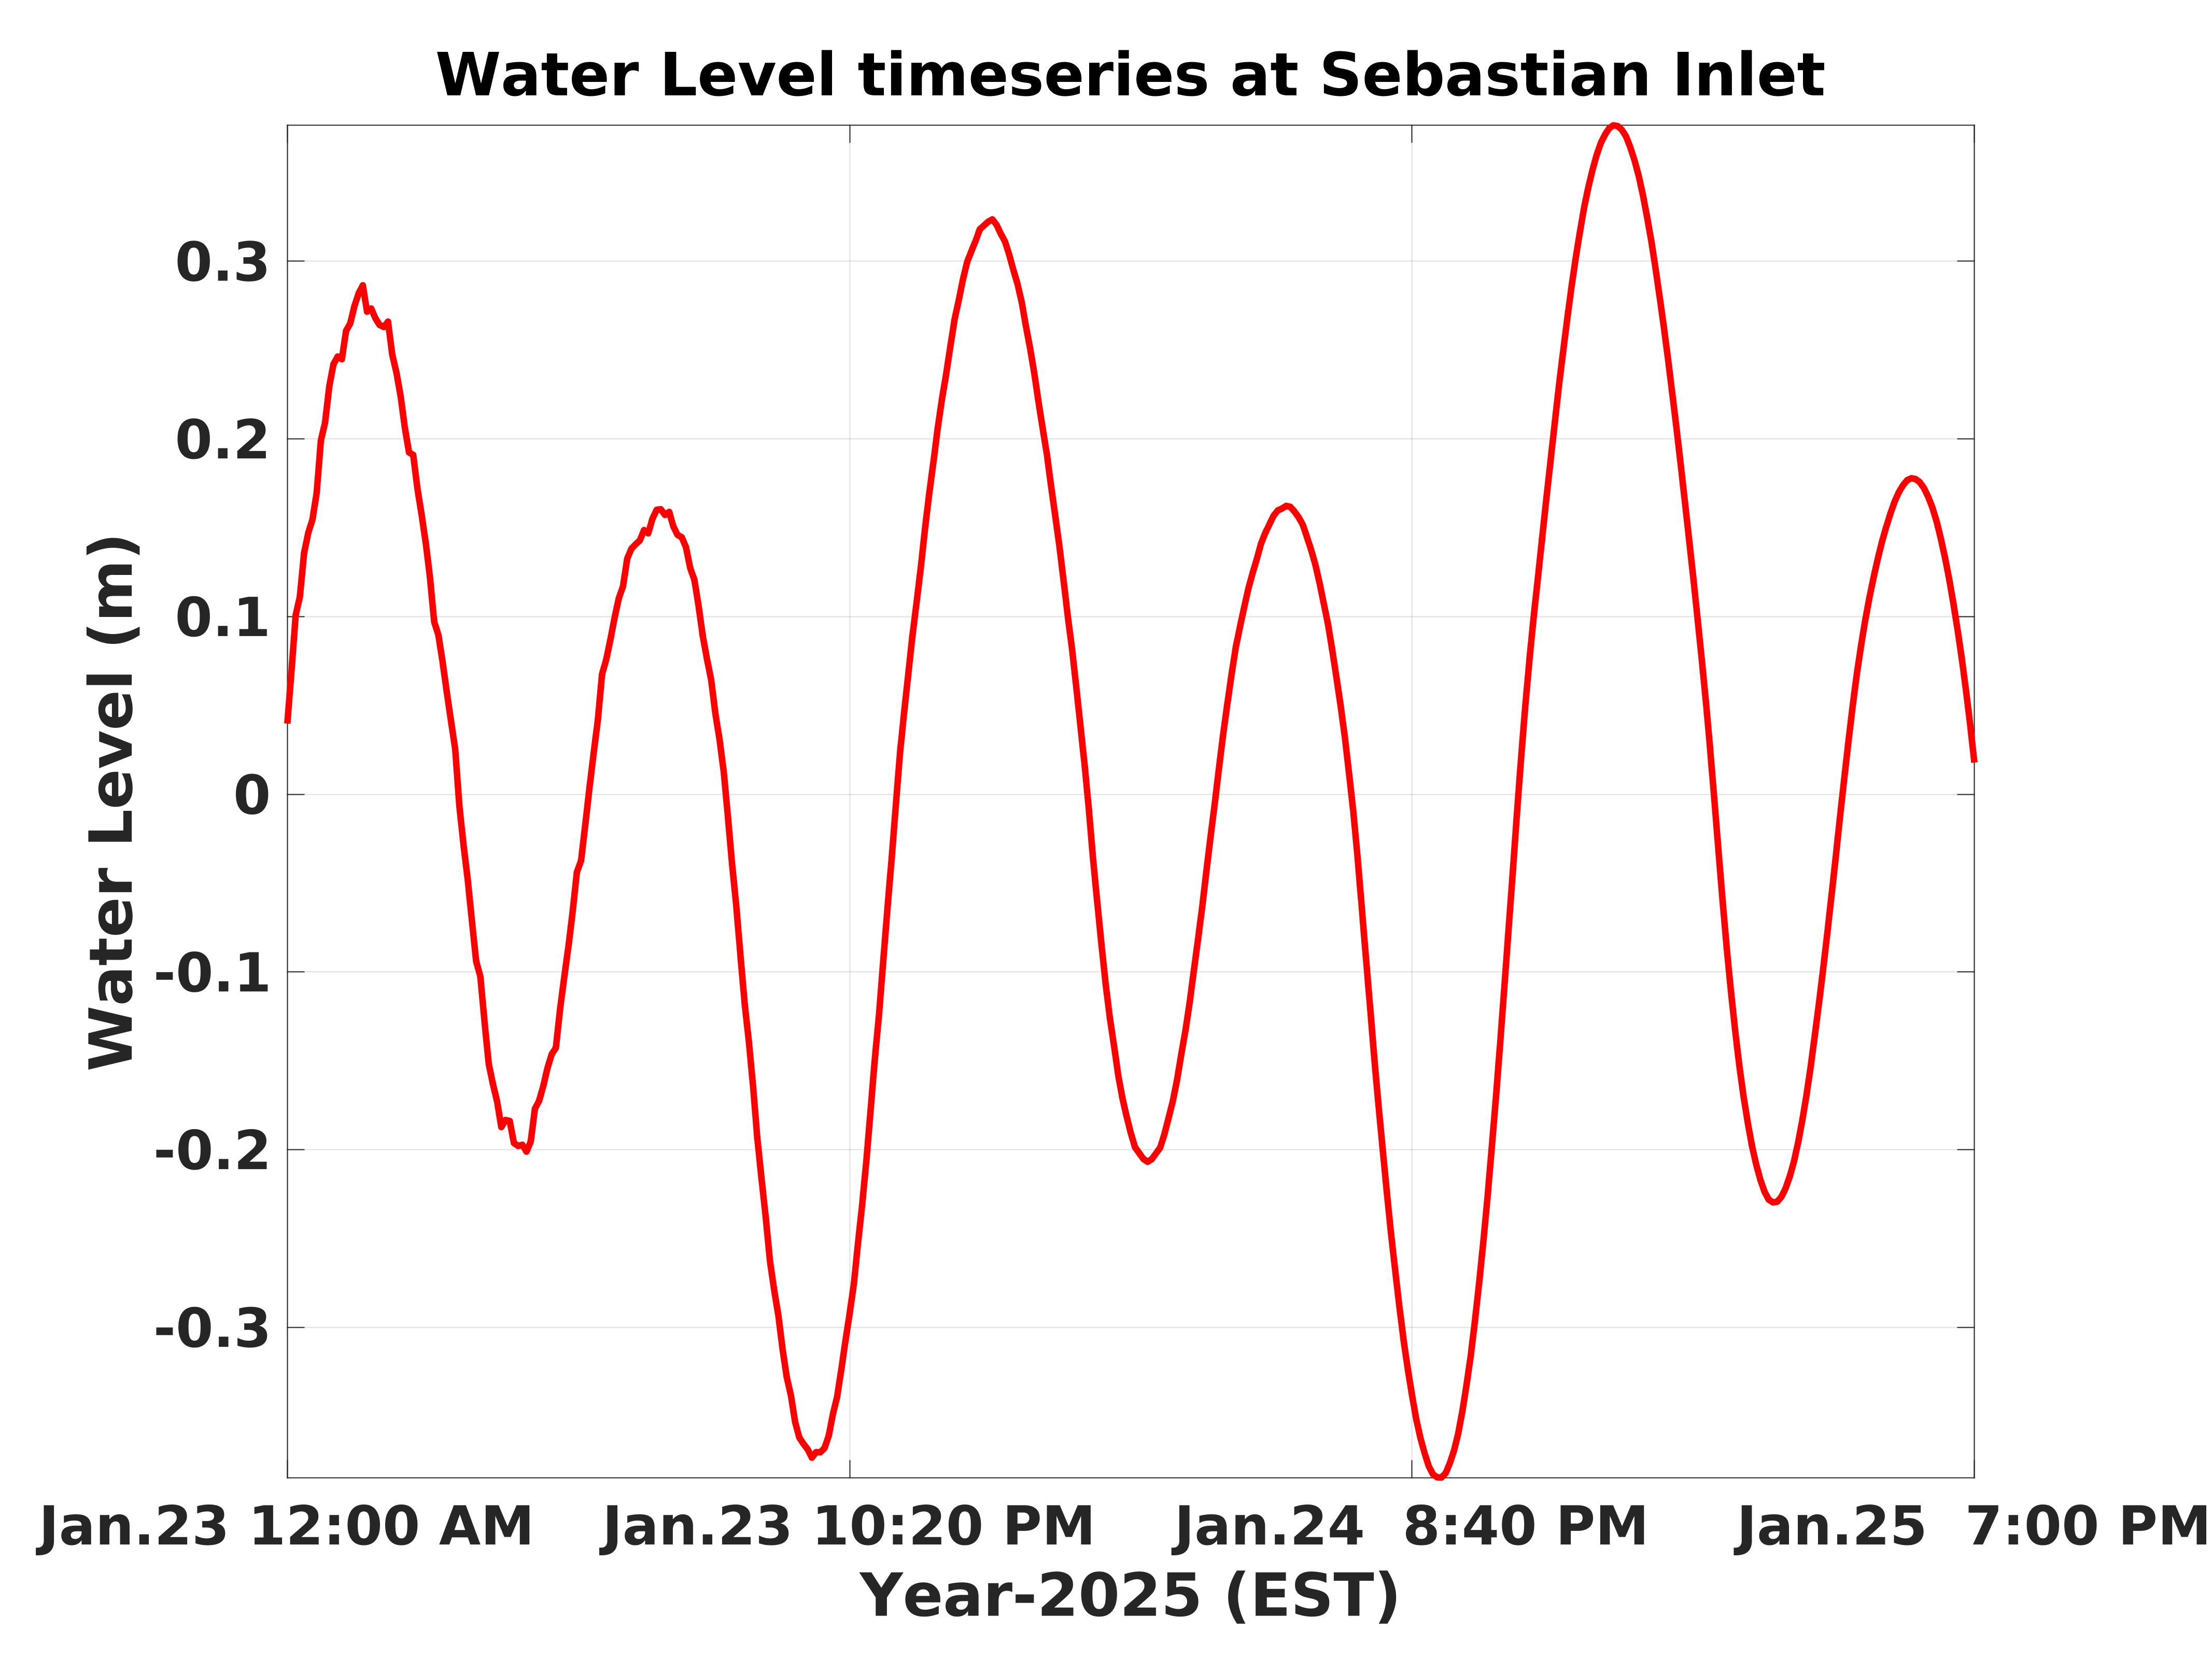 Water Level timeseries at Sebastian Inlet
Water Level (m)
0.3
0.2
0.1
0
-0.1
-0.2
-0.3
Jan.23 12:00 AM
Jan.23 10:20 PM
Jan.24 8:40 PM
Jan.25 7:00 PM
Year-2025 (EST)